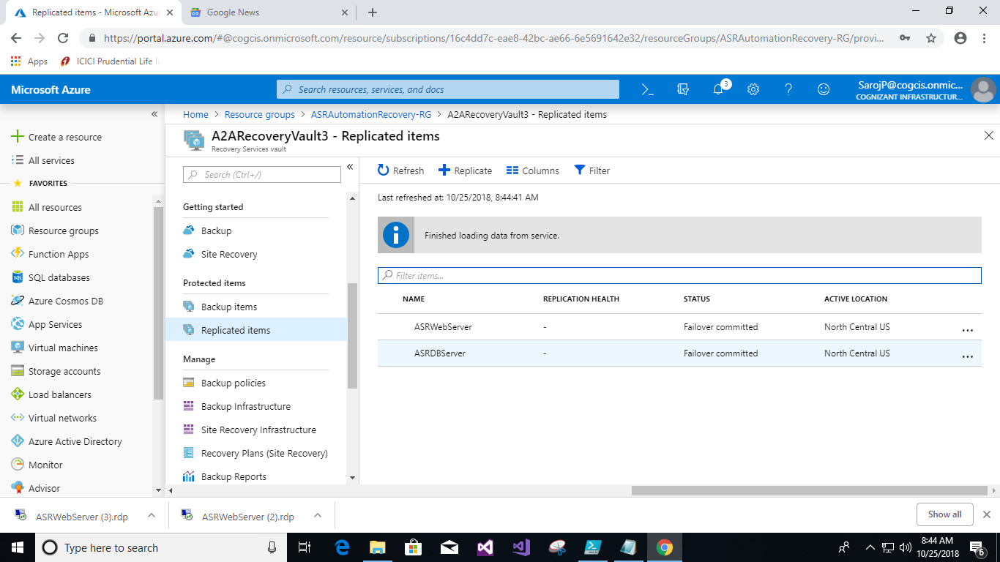 Replicated items - Microsoft Azu
Google News
https://portal.azure.com/#@cogcis.onmicrosoft.com/resource/subscriptions/16c4dd7c-eae8-42bc-ae66-6e5691642e32/resourceGroups/ASRAutomationRecovery-RG/provi...
Apps
ICICI Prudential Life I
Microsoft Azure
Search resources, services, and docs
3
SarojP@cogcis.onmic...
COGNIZANT INFRASTRUCTUR...
Home > Resource groups > ASRAutomationRecovery-RG > A2ARecoveryVault3 - Replicated items
Create a resource
All services
FAVORITES
All resources
Resource groups
Function Apps
SQL databases
Azure Cosmos DB
App Services
Virtual machines
Storage accounts
Load balancers
Virtual networks
Azure Active Directory
Monitor
Advisor
A2ARecoveryVault3 - Replicated items
Recovery Services vault
Search (Ctrl+/)
Getting started
Backup
Site Recovery
Protected items
Backup items
Replicated items
Manage
Backup policies
Backup Infrastructure
Site Recovery Infrastructure
Recovery Plans (Site Recovery)
Backup Reports
Refresh Replicate Columns Filter
Last refreshed at: 10/25/2018, 8:44:41 AM
Finished loading data from service.
Filter items...
NAME REPLICATION HEALTH STATUS ACTIVE LOCATION
ASRWebServer - Failover committed North Central US ...
ASRDBServer - Failover committed North Central US ...
ASRWebServer (3).rdp
ASRWebServer (2).rdp
Show all
Type here to search
8:44 AM
10/25/2018
6